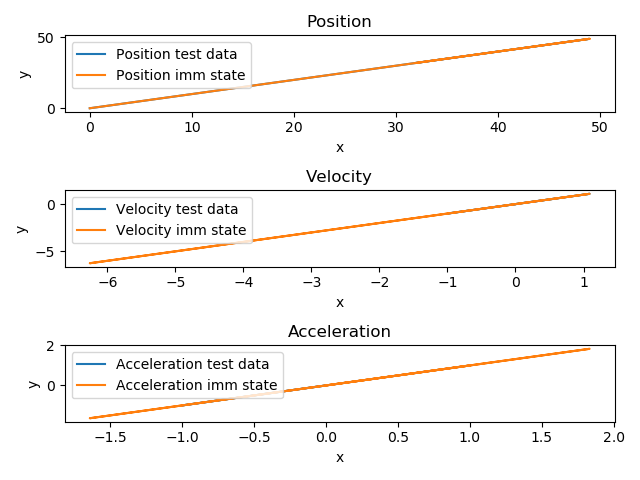 Position
50
y
0
Position test data
Position imm state
0 10 20 30 40 50
x
Velocity
0
y
−5
Velocity test data
Velocity imm state
−6 −5 −4 −3 −2 −1 0 1
x
Acceleration
2
y
0
Acceleration test data
Acceleration imm state
−1.5 −1.0 −0.5 0.0 0.5 1.0 1.5 2.0
x